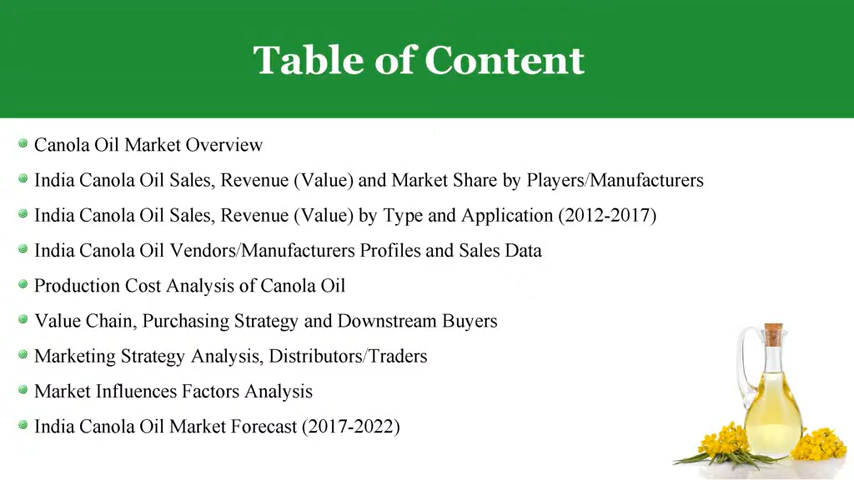 Table of Content
Canola Oil Market Overview
India Canola Oil Sales, Revenue (Value) and Market Share by Players/Manufacturers
India Canola Oil Sales, Revenue (Value) by Type and Application (2012-2017)
India Canola Oil Vendors/Manufacturers Profiles and Sales Data
Production Cost Analysis of Canola Oil
Value Chain, Purchasing Strategy and Downstream Buyers
Marketing Strategy Analysis, Distributors/Traders
Market Influences Factors Analysis
India Canola Oil Market Forecast (2017-2022)